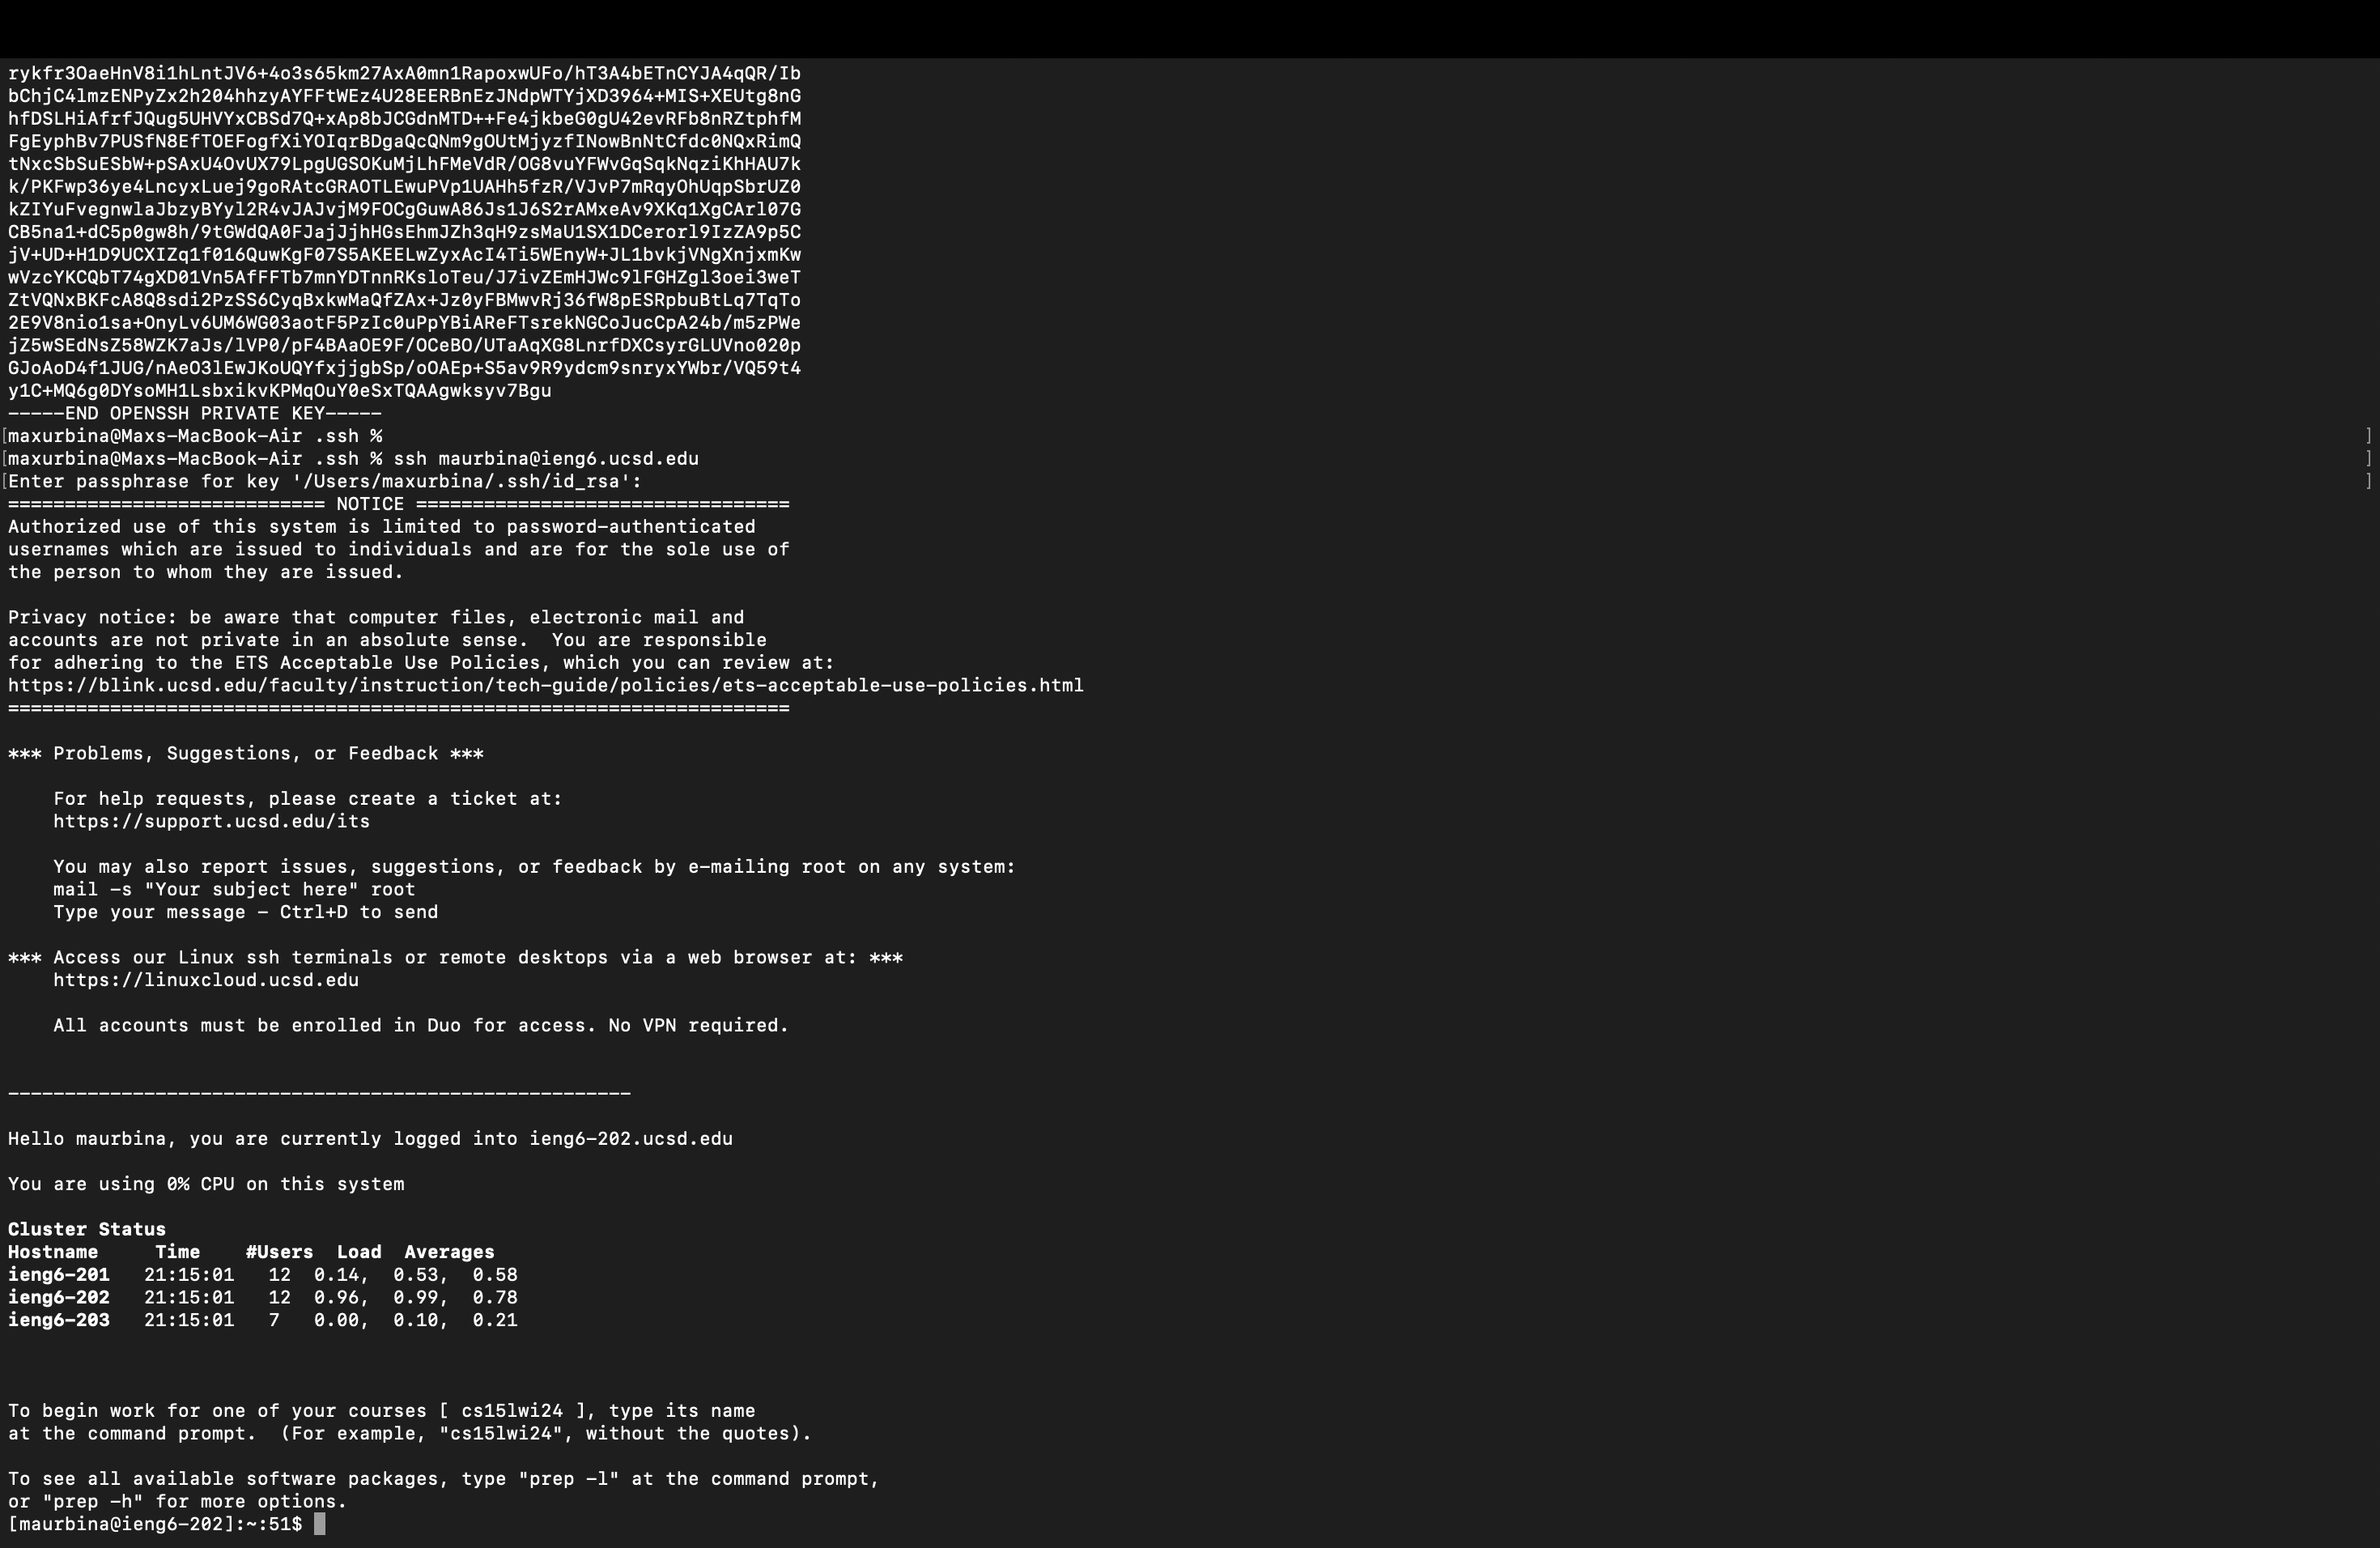 rykfr3OaeHnV8i1hLntJV6+4o3s65km27AxA0mn1RapoxwUFo/hT3A4bETnCYJA4qQR/Ib
bChjC4lmzENPyZx2h204hhzyAYFFtWEz4U28EERBnEzJNdpWTYjXD3964+MIS+XEUtg8nG
hfDSLHiAfrfJQug5UHVYxCBSd7Q+xAp8bJCGdnMTD++Fe4jkbeG0gU42evRFb8nRZtphfM
FgEyphBv7PUSfN8EfTOEFogfXiYOIqrBDgaQcQNm9gOUtMjyzfINowBnNtCfdc0NQxRimQ
tNxcSbSuESbW+pSAxU4OvUX79LpgUGSOKuMjLhFMeVdR/OG8vuYFWvGqSqkNqziKhHAU7k
k/PKFwp36ye4LncyxLuej9goRAtcGRAOTLEwuPVp1UAHh5fzR/VJvP7mRqyOhUqpSbrUZ0
kZIYuFvegnwlaJbzyBYyl2R4vJAJvjM9FOCgGuwA86Js1J6S2rAMxeAv9XKq1XgCArl07G
CB5na1+dC5p0gw8h/9tGWdQA0FJajJjhHGsEhmJZh3qH9zsMaU1SX1DCerorl9IzZA9p5C
jV+UD+H1D9UCXIZq1f016QuwKgF07S5AKEELwZyxAcI4Ti5WEnyW+JL1bvkjVNgXnjxmKw
wVzcYKCQbT74gXD01Vn5AfFFTb7mnYDTnnRKsloTeu/J7ivZEmHJWc9lFGHZgl3oei3weT
ZtVQNxBKFcA8Q8sdi2PzSS6CyqBxkwMaQfZAx+Jz0yFBMwvRj36fW8pESRpbuBtLq7TqTo
2E9V8nio1sa+OnyLv6UM6WG03aotF5PzIc0uPpYBiAReFTsrekNGCoJucCpA24b/m5zPWe
jZ5wSEdNsZ58WZK7aJs/lVP0/pF4BAaOE9F/OCeBO/UTaAqXG8LnrfDXCsyrGLUVno020p
GJoAoD4f1JUG/nAeO3lEwJKoUQYfxjjgbSp/oOAEp+S5av9R9ydcm9snryxYWbr/VQ59t4
y1C+MQ6g0DYsoMH1LsbxikvKPMqOuY0eSxTQAAgwksyv7Bgu
-----END OPENSSH PRIVATE KEY-----
[maxurbina@Maxs-MacBook-Air .ssh % ]
[maxurbina@Maxs-MacBook-Air .ssh % ssh maurbina@ieng6.ucsd.edu ]
[Enter passphrase for key '/Users/maxurbina/.ssh/id_rsa': ]
============================ NOTICE =================================
Authorized use of this system is limited to password-authenticated
usernames which are issued to individuals and are for the sole use of
the person to whom they are issued.
Privacy notice: be aware that computer files, electronic mail and
accounts are not private in an absolute sense.  You are responsible
for adhering to the ETS Acceptable Use Policies, which you can review at:
https://blink.ucsd.edu/faculty/instruction/tech-guide/policies/ets-acceptable-use-policies.html
=====================================================================
*** Problems, Suggestions, or Feedback ***
For help requests, please create a ticket at:
https://support.ucsd.edu/its
You may also report issues, suggestions, or feedback by e-mailing root on any system:
mail -s "Your subject here" root
Type your message - Ctrl+D to send
*** Access our Linux ssh terminals or remote desktops via a web browser at: ***
https://linuxcloud.ucsd.edu
All accounts must be enrolled in Duo for access. No VPN required.
-------------------------------------------------------
Hello maurbina, you are currently logged into ieng6-202.ucsd.edu
You are using 0% CPU on this system
Cluster Status
Hostname     Time    #Users  Load  Averages
ieng6-201   21:15:01   12  0.14,  0.53,  0.58
ieng6-202   21:15:01   12  0.96,  0.99,  0.78
ieng6-203   21:15:01   7   0.00,  0.10,  0.21
To begin work for one of your courses [ cs15lwi24 ], type its name
at the command prompt.  (For example, "cs15lwi24", without the quotes).
To see all available software packages, type "prep -l" at the command prompt,
or "prep -h" for more options.
[maurbina@ieng6-202]:~:51$